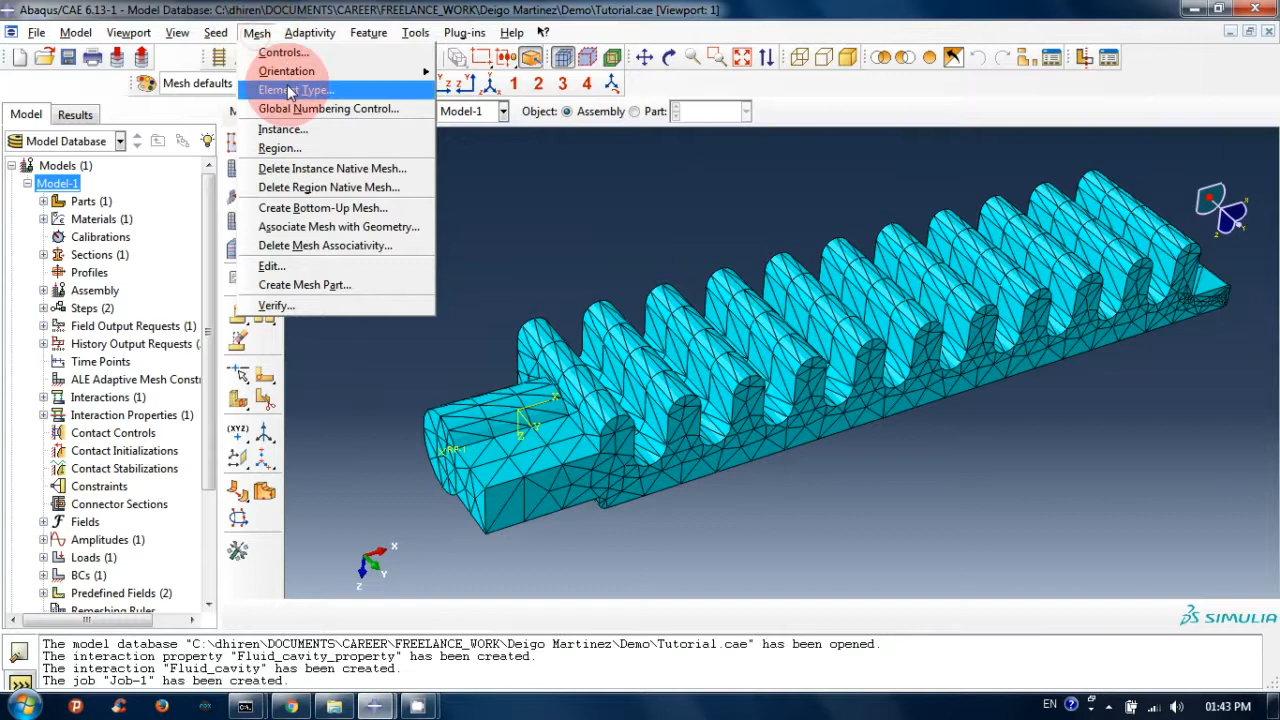 Abaqus/CAE 6.13-1 - Model Database: C:\dhiren\DOCUMENTS\CAREER\FREELANCE_WORK\Deigo Martinez\Demo\Tutorial.cae [Viewport: 1]
File Model Viewport View Seed Mesh Adaptivity Feature Tools Plug-ins Help
Mesh defaults
1 2 3 4
Model Results
Model-1 Object: Assembly Part:
Model Database
Models (1)
Model-1
Parts (1)
Materials (1)
Calibrations
Sections (1)
Profiles
Assembly
Steps (2)
Field Output Requests (1)
History Output Requests (
Time Points
ALE Adaptive Mesh Const
Interactions (1)
Interaction Properties (1)
Contact Controls
Contact Initializations
Contact Stabilizations
Constraints
Connector Sections
Fields
Amplitudes (1)
Loads (1)
BCs (1)
Predefined Fields (2)
Remeshing Rules
Controls...
Orientation
Element Type...
Global Numbering Control...
Instance...
Region...
Delete Instance Native Mesh...
Delete Region Native Mesh...
Create Bottom-Up Mesh...
Associate Mesh with Geometry...
Delete Mesh Associativity...
Edit...
Create Mesh Part...
Verify...
(XYZ)
X
Y
Z
RP-1
X
Y
Z
X
Z
SIMULIA
The model database "C:\dhiren\DOCUMENTS\CAREER\FREELANCE_WORK\Deigo Martinez\Demo\Tutorial.cae" has been opened.
The interaction property "Fluid_cavity_property" has been created.
The interaction "Fluid_cavity" has been created.
The job "Job-1" has been created.
>>>
EN 01:43 PM